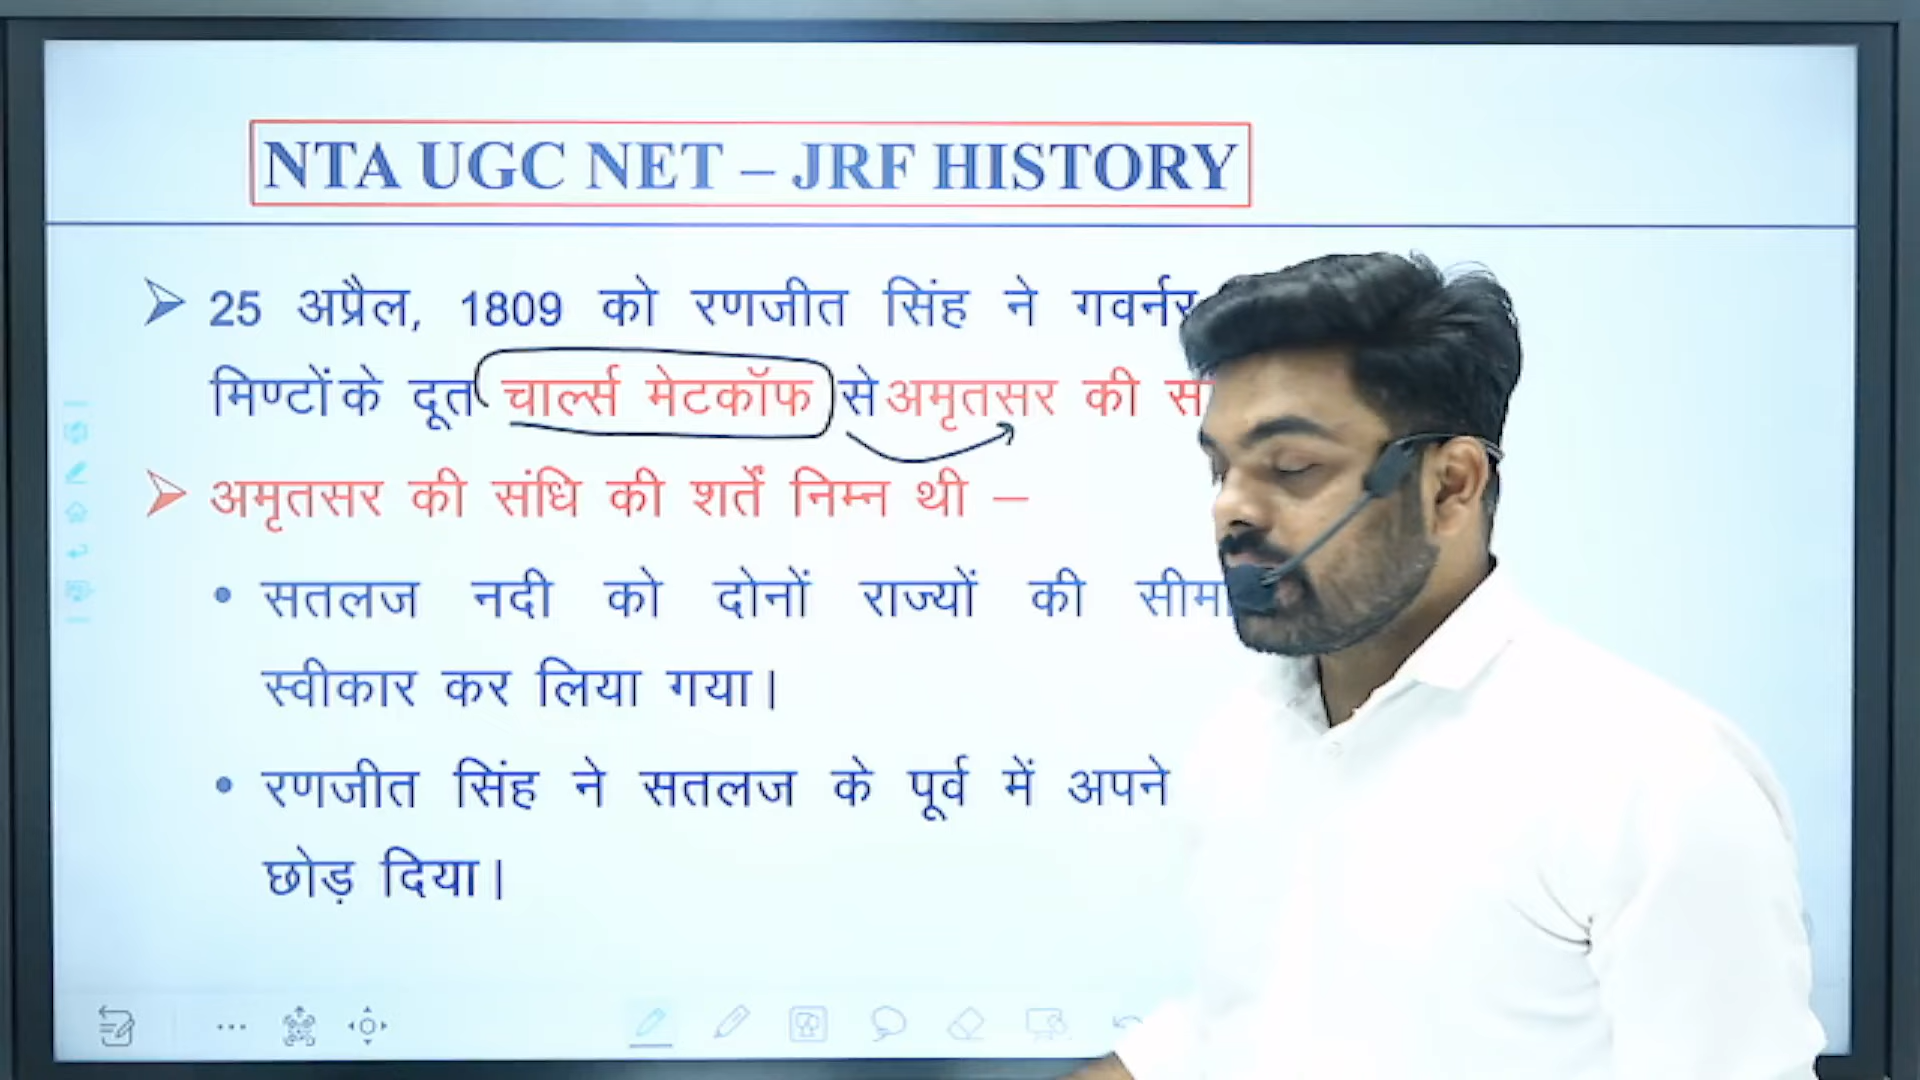 NTA UGC NET – JRF HISTORY
25 अप्रैल, 1809 को रणजीत सिंह ने गवर्नर
मिण्टों के दूत चार्ल्स मेटकॉफ से अमृतसर की
अमृतसर की संधि की शर्तें निम्न थी –
सतलज नदी को दोनों राज्यों की
स्वीकार कर लिया गया।
रणजीत सिंह ने सतलज के पूर्व में अपने
छोड़ दिया।